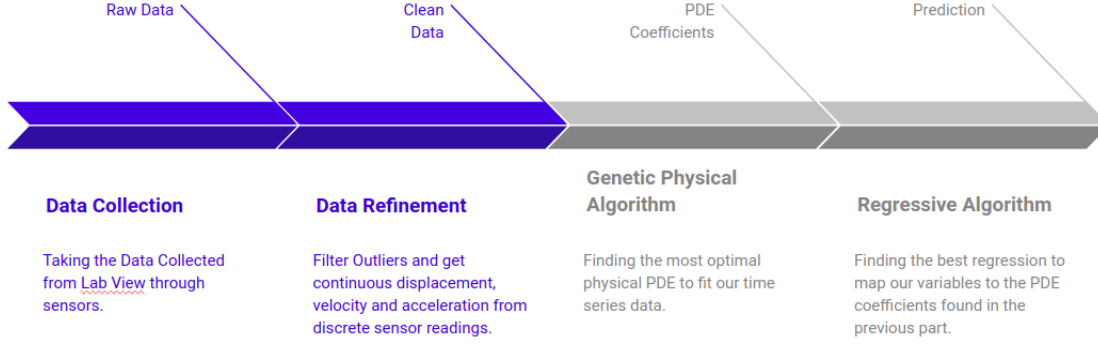 Raw Data
Clean
Data
PDE
Coefficients
Prediction
Data Collection
Data Refinement
Genetic Physical
Algorithm
Regressive Algorithm
Taking the Data Collected
from Lab View through
sensors.
Filter Outliers and get
continuous displacement,
velocity and acceleration from
discrete sensor readings.
Finding the most optimal
physical PDE to fit our time
series data.
Finding the best regression to
map our variables to the PDE
coefficients found in the
previous part.